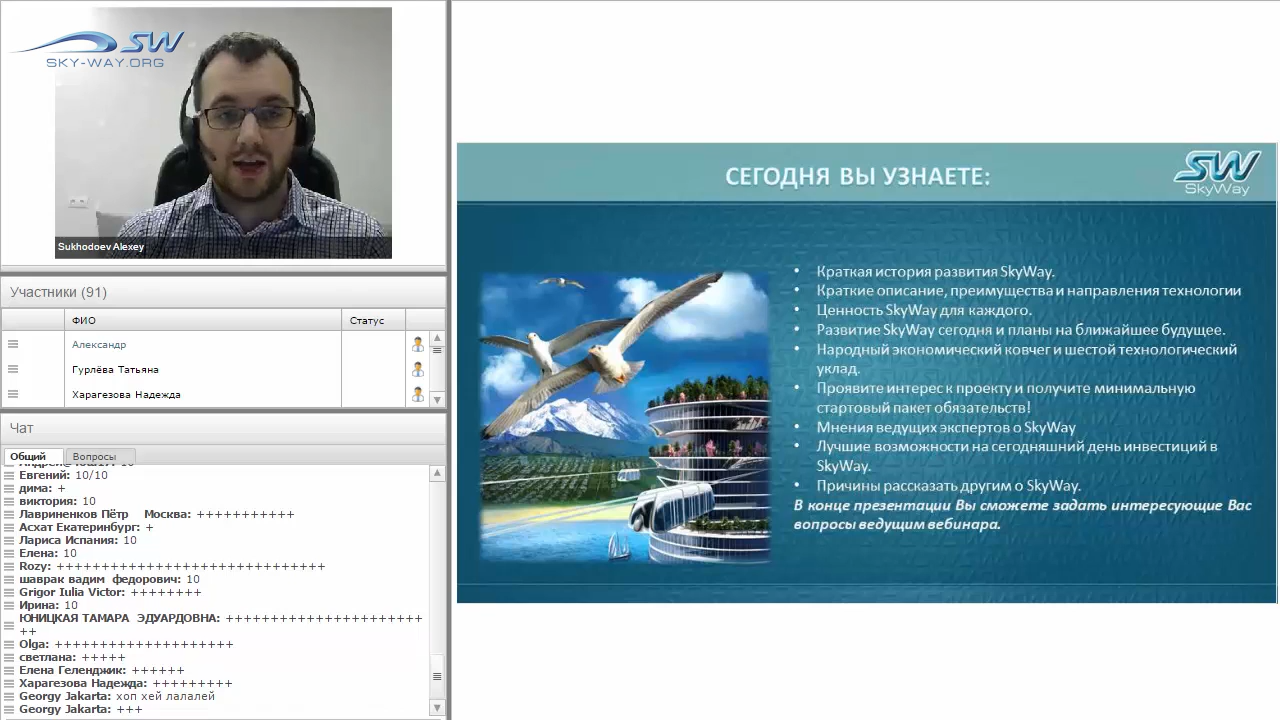 SW
SKY-WAY.ORG
Sukhodoev Alexey
Участники (91)
ФИО
Статус
Александр
Гурлёва Татьяна
Харагезова Надежда
Чат
Общий
Вопросы
Евгений: 10/10
дима: +
виктория: 10
Лавриненков Пётр Москва: +++++++++++
Асхат Екатеринбург: +
Лариса Испания: 10
Елена: 10
Rozy: ++++++++++++++++++++++++++++++
шаврак вадим федорович: 10
Grigor Iulia Victor: ++++++++
Ирина: 10
ЮНИЦКАЯ ТАМАРА ЭДУАРДОВНА: ++++++++++++++++++++++
++
Olga: ++++++++++++++++++++
светлана: +++++
Елена Геленджик: ++++++
Харагезова Надежда: +++++++++
Georgy Jakarta: хоп хей лалалей
Georgy Jakarta: +++
СЕГОДНЯ ВЫ УЗНАЕТЕ:
SW
SkyWay
• Краткая история развития SkyWay.
• Краткие описание, преимущества и направления технологии
• Ценность SkyWay для каждого.
• Развитие SkyWay сегодня и планы на ближайшее будущее.
• Народный экономический ковчег и шестой технологический
уклад.
• Проявите интерес к проекту и получите минимальную
стартовый пакет обязательств!
• Мнения ведущих экспертов о SkyWay
• Лучшие возможности на сегодняшний день инвестиций в
SkyWay.
• Причины рассказать другим о SkyWay.
В конце презентации Вы сможете задать интересующие Вас
вопросы ведущим вебинара.